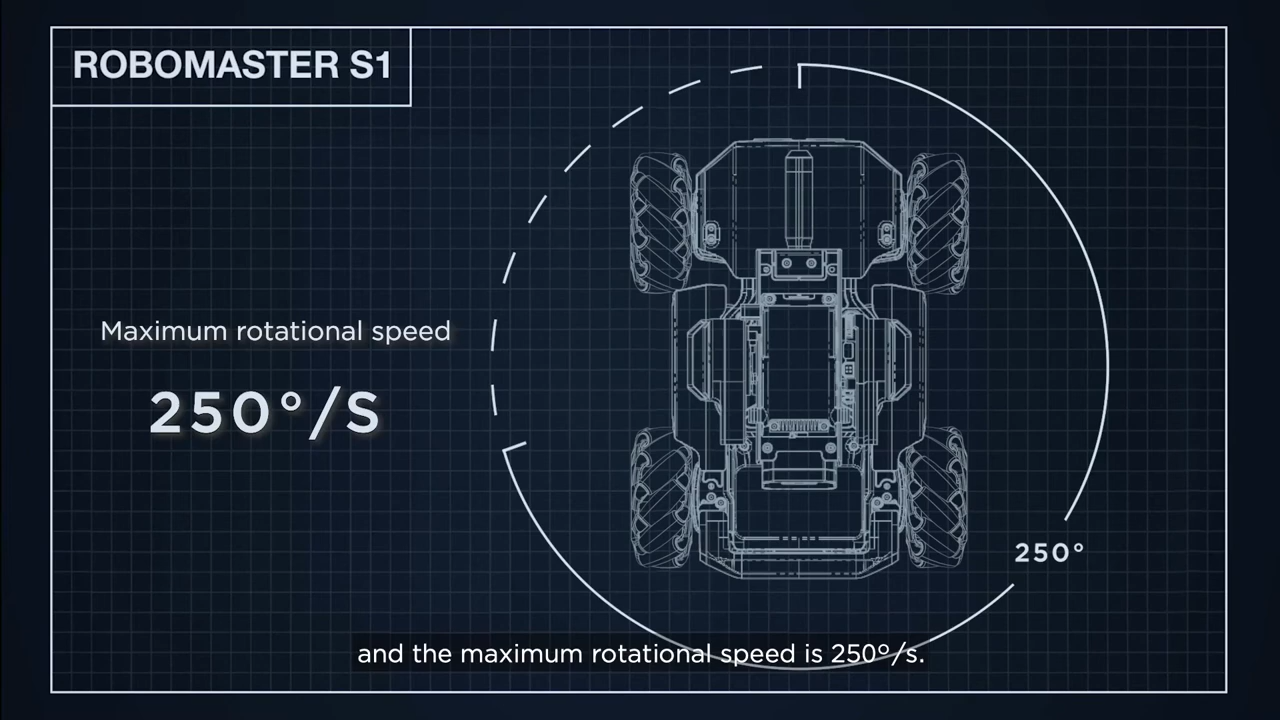 ROBOMASTER S1
Maximum rotational speed
250°/S
250°
and the maximum rotational speed is 250°/s.